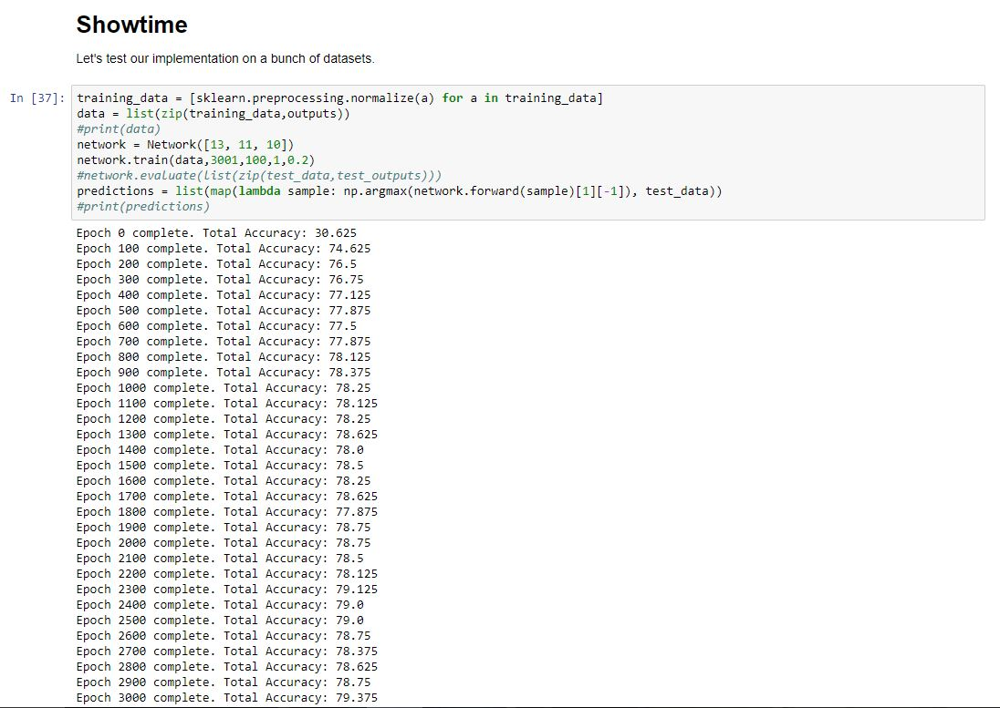 Showtime
Let's test our implementation on a bunch of datasets.
In [37]:
training_data = [sklearn.preprocessing.normalize(a) for a in training_data]
data = list(zip(training_data,outputs))
#print(data)
network = Network([13, 11, 10])
network.train(data,3001,100,1,0.2)
#network.evaluate(list(zip(test_data,test_outputs)))
predictions = list(map(lambda sample: np.argmax(network.forward(sample)[1][-1]), test_data))
#print(predictions)
Epoch 0 complete. Total Accuracy: 30.625
Epoch 100 complete. Total Accuracy: 74.625
Epoch 200 complete. Total Accuracy: 76.5
Epoch 300 complete. Total Accuracy: 76.75
Epoch 400 complete. Total Accuracy: 77.125
Epoch 500 complete. Total Accuracy: 77.875
Epoch 600 complete. Total Accuracy: 77.5
Epoch 700 complete. Total Accuracy: 77.875
Epoch 800 complete. Total Accuracy: 78.125
Epoch 900 complete. Total Accuracy: 78.375
Epoch 1000 complete. Total Accuracy: 78.25
Epoch 1100 complete. Total Accuracy: 78.125
Epoch 1200 complete. Total Accuracy: 78.25
Epoch 1300 complete. Total Accuracy: 78.625
Epoch 1400 complete. Total Accuracy: 78.0
Epoch 1500 complete. Total Accuracy: 78.5
Epoch 1600 complete. Total Accuracy: 78.25
Epoch 1700 complete. Total Accuracy: 78.625
Epoch 1800 complete. Total Accuracy: 77.875
Epoch 1900 complete. Total Accuracy: 78.75
Epoch 2000 complete. Total Accuracy: 78.75
Epoch 2100 complete. Total Accuracy: 78.5
Epoch 2200 complete. Total Accuracy: 78.125
Epoch 2300 complete. Total Accuracy: 79.125
Epoch 2400 complete. Total Accuracy: 79.0
Epoch 2500 complete. Total Accuracy: 79.0
Epoch 2600 complete. Total Accuracy: 78.75
Epoch 2700 complete. Total Accuracy: 78.375
Epoch 2800 complete. Total Accuracy: 78.625
Epoch 2900 complete. Total Accuracy: 78.75
Epoch 3000 complete. Total Accuracy: 79.375